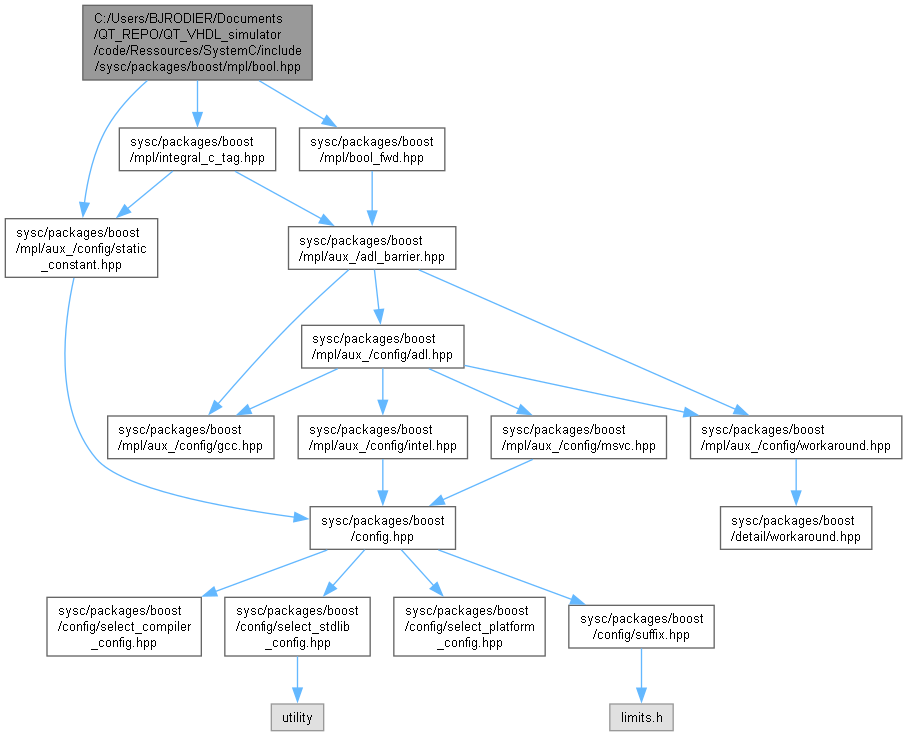 C:/Users/BJRODIER/Documents
/QT_REPO/QT_VHDL_simulator
/code/Ressources/SystemC/include
/sysc/packages/boost/mpl/bool.hpp
sysc/packages/boost
/mpl/integral_c_tag.hpp
sysc/packages/boost
/mpl/bool_fwd.hpp
sysc/packages/boost
/mpl/aux_/config/static
_constant.hpp
sysc/packages/boost
/mpl/aux_/adl_barrier.hpp
sysc/packages/boost
/mpl/aux_/config/adl.hpp
sysc/packages/boost
/mpl/aux_/config/gcc.hpp
sysc/packages/boost
/mpl/aux_/config/intel.hpp
sysc/packages/boost
/mpl/aux_/config/msvc.hpp
sysc/packages/boost
/mpl/aux_/config/workaround.hpp
sysc/packages/boost
/config.hpp
sysc/packages/boost
/detail/workaround.hpp
sysc/packages/boost
/config/select_compiler
_config.hpp
sysc/packages/boost
/config/select_stdlib
_config.hpp
sysc/packages/boost
/config/select_platform
_config.hpp
sysc/packages/boost
/config/suffix.hpp
utility
limits.h